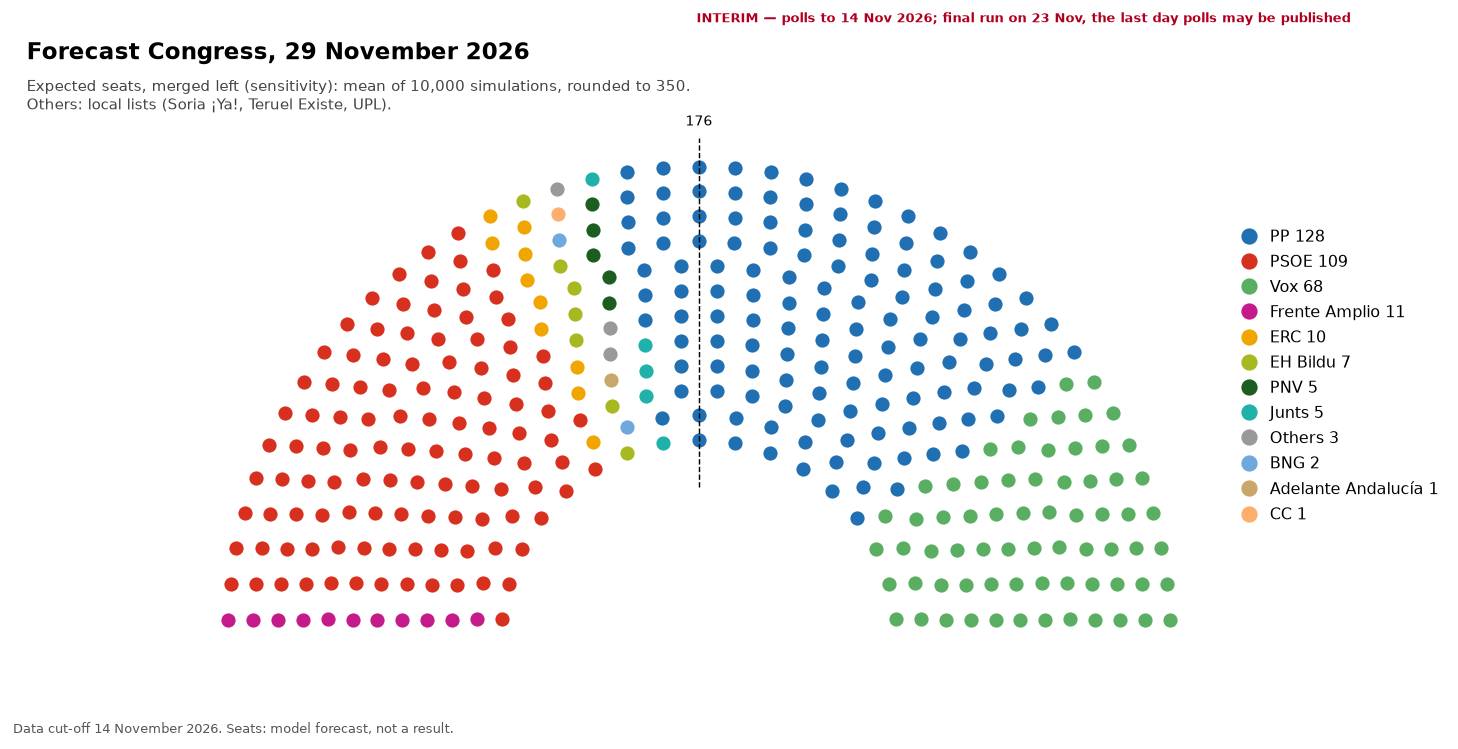 INTERIM — polls to 14 Nov 2026; final run on 23 Nov, the last day polls may be published
Forecast Congress, 29 November 2026
Expected seats, merged left (sensitivity): mean of 10,000 simulations, rounded to 350.
Others: local lists (Soria ¡Ya!, Teruel Existe, UPL).
176
PP 128
PSOE 109
Vox 68
Frente Amplio 11
ERC 10
EH Bildu 7
PNV 5
Junts 5
Others 3
BNG 2
Adelante Andalucía 1
CC 1
Data cut-off 14 November 2026. Seats: model forecast, not a result.